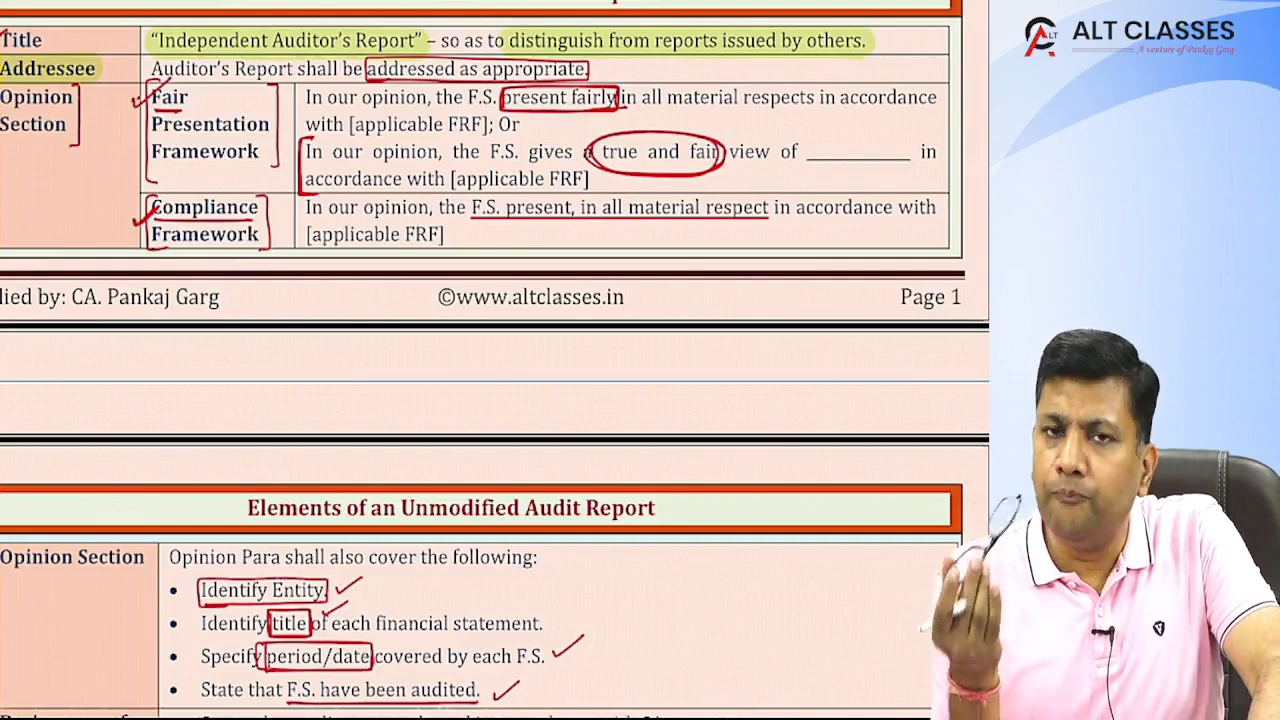 ALT CLASSES
A venture of Pankaj Garg
Title
“Independent Auditor’s Report” – so as to distinguish from reports issued by others.
Addressee
Auditor’s Report shall be addressed as appropriate.
Opinion
Section
Fair
Presentation
Framework
In our opinion, the F.S. present fairly in all material respects in accordance
with [applicable FRF]; Or
In our opinion, the F.S. gives a true and fair view of __________ in
accordance with [applicable FRF]
Compliance
Framework
In our opinion, the F.S. present, in all material respect in accordance with
[applicable FRF]
lied by: CA. Pankaj Garg
©www.altclasses.in
Page 1
Elements of an Unmodified Audit Report
Opinion Section
Opinion Para shall also cover the following:
• Identify Entity
• Identify title of each financial statement.
• Specify period/date covered by each F.S.
• State that F.S. have been audited.